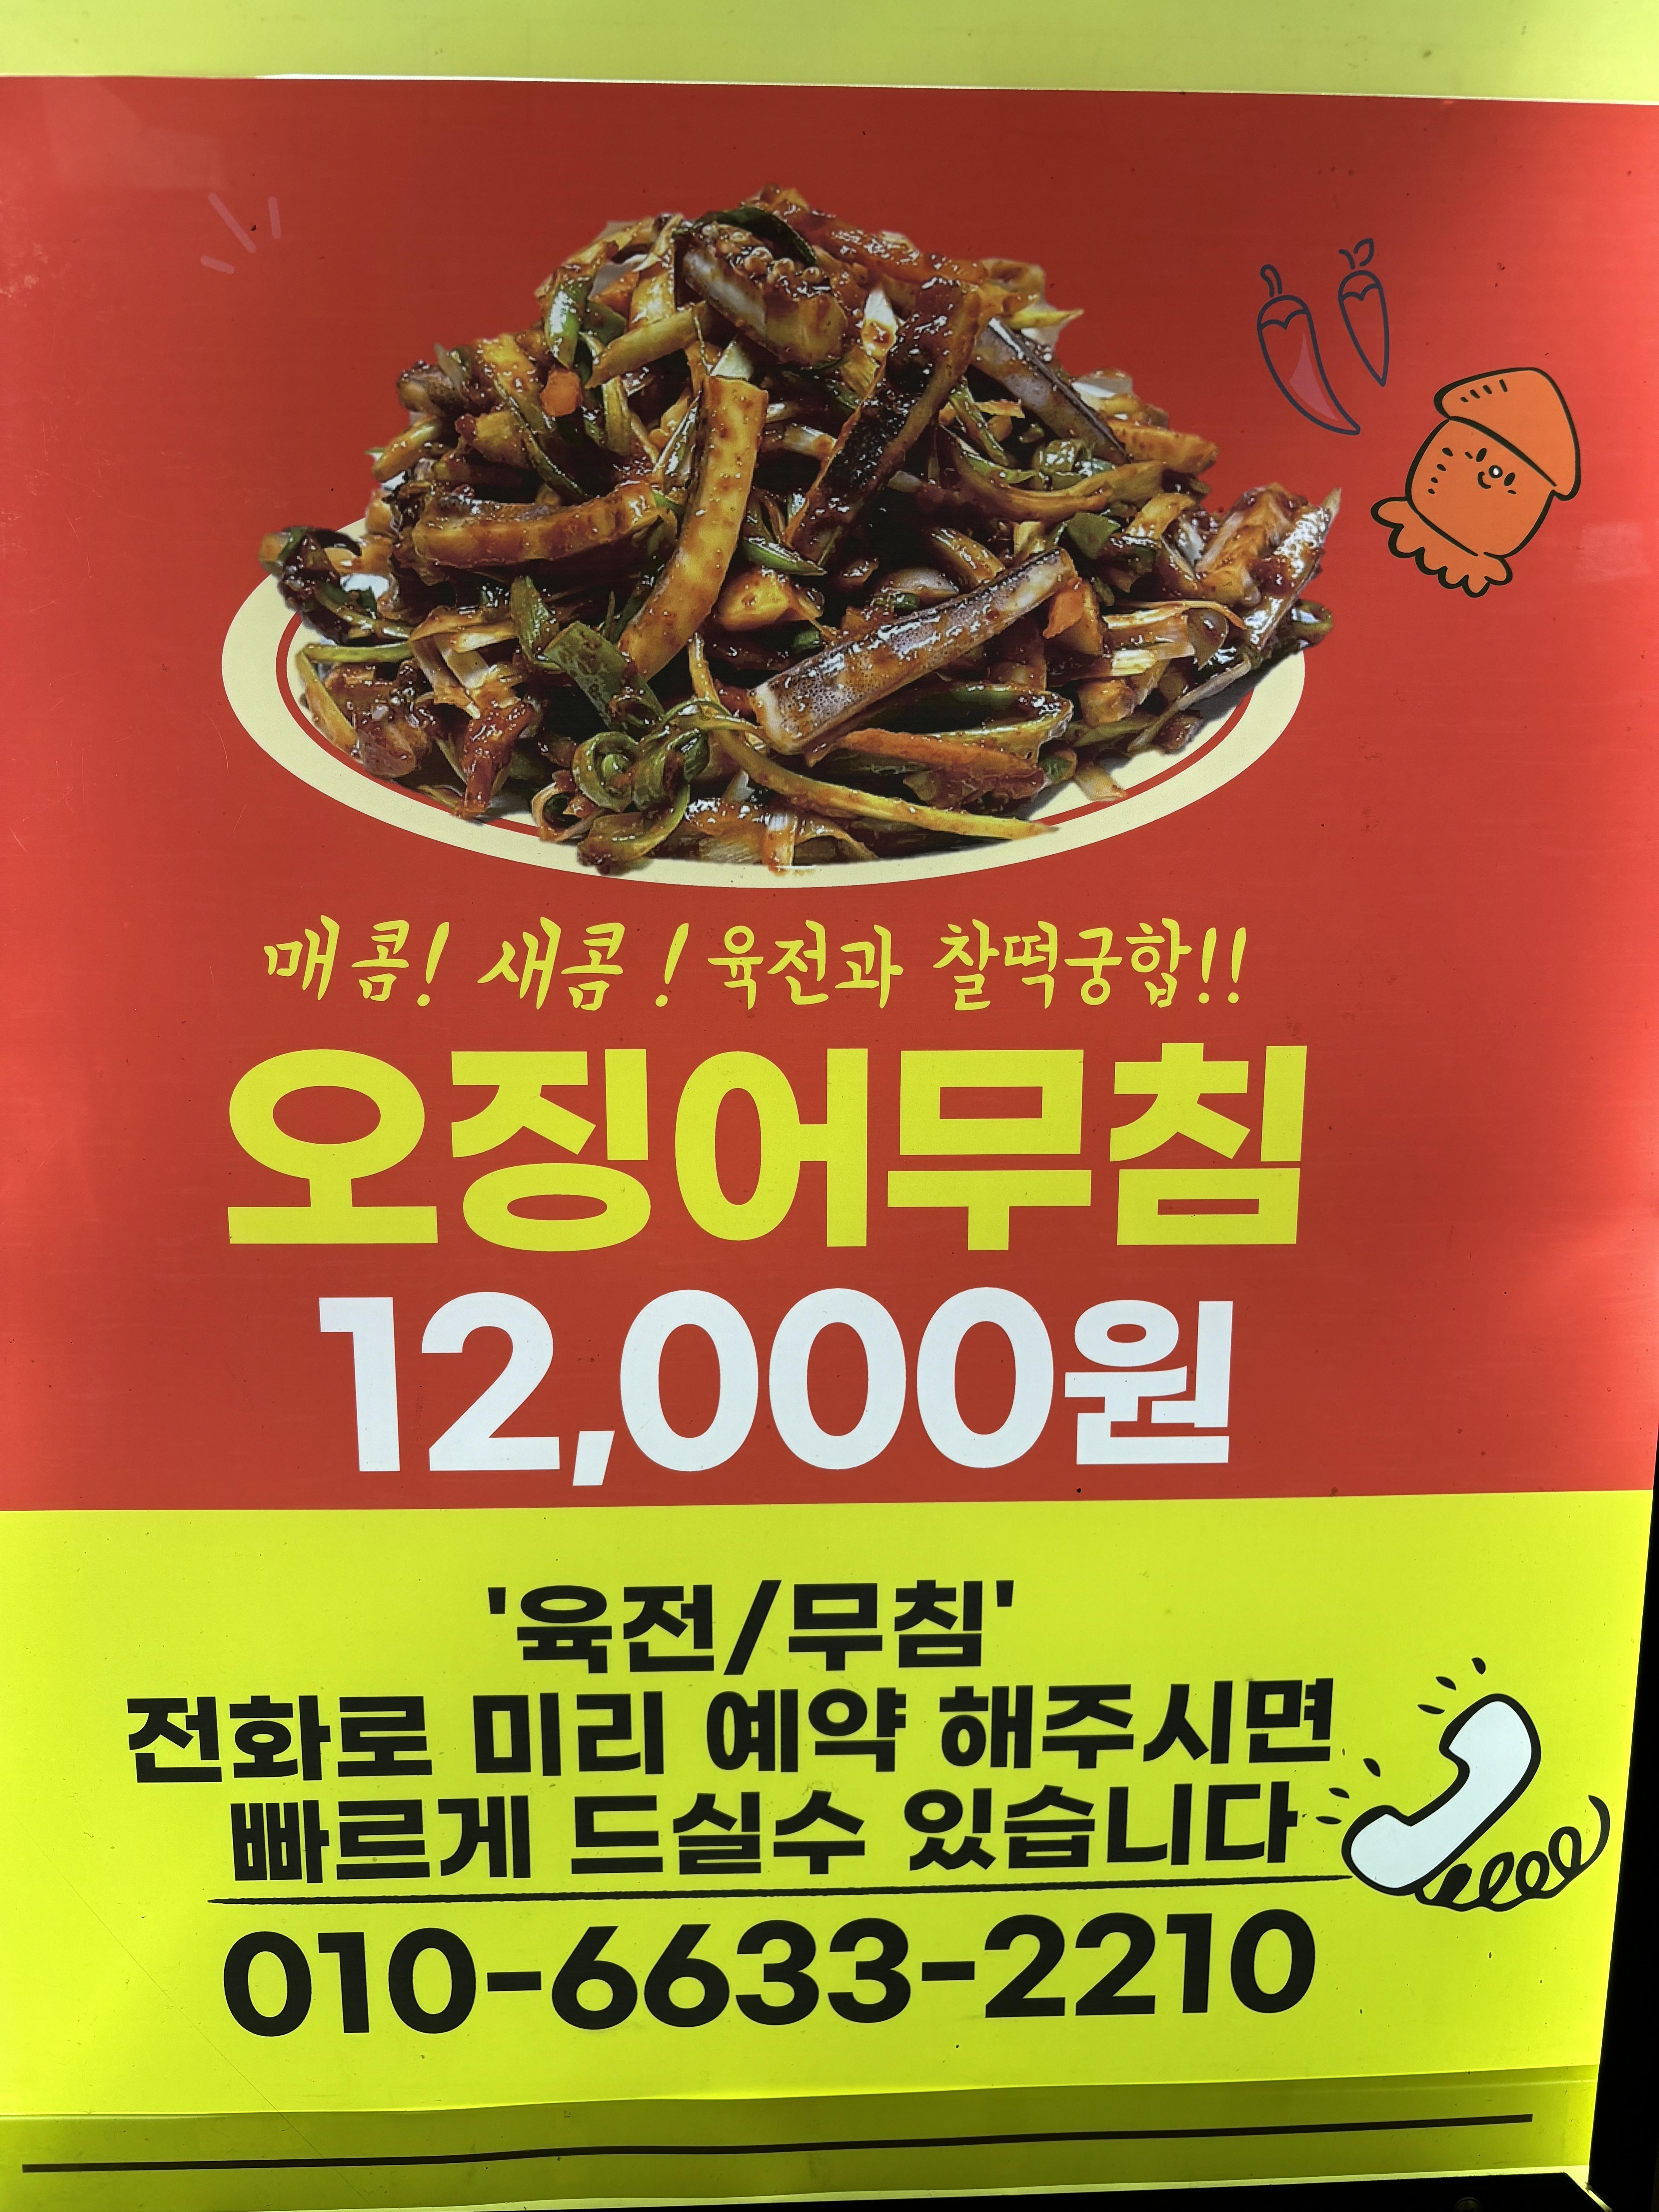 매콤! 새콤! 육전과 찰떡궁합!!
오징어무침
12,000원
'육전/무침'
전화로 미리 예약 해주시면
빠르게 드실수 있습니다
010-6633-2210